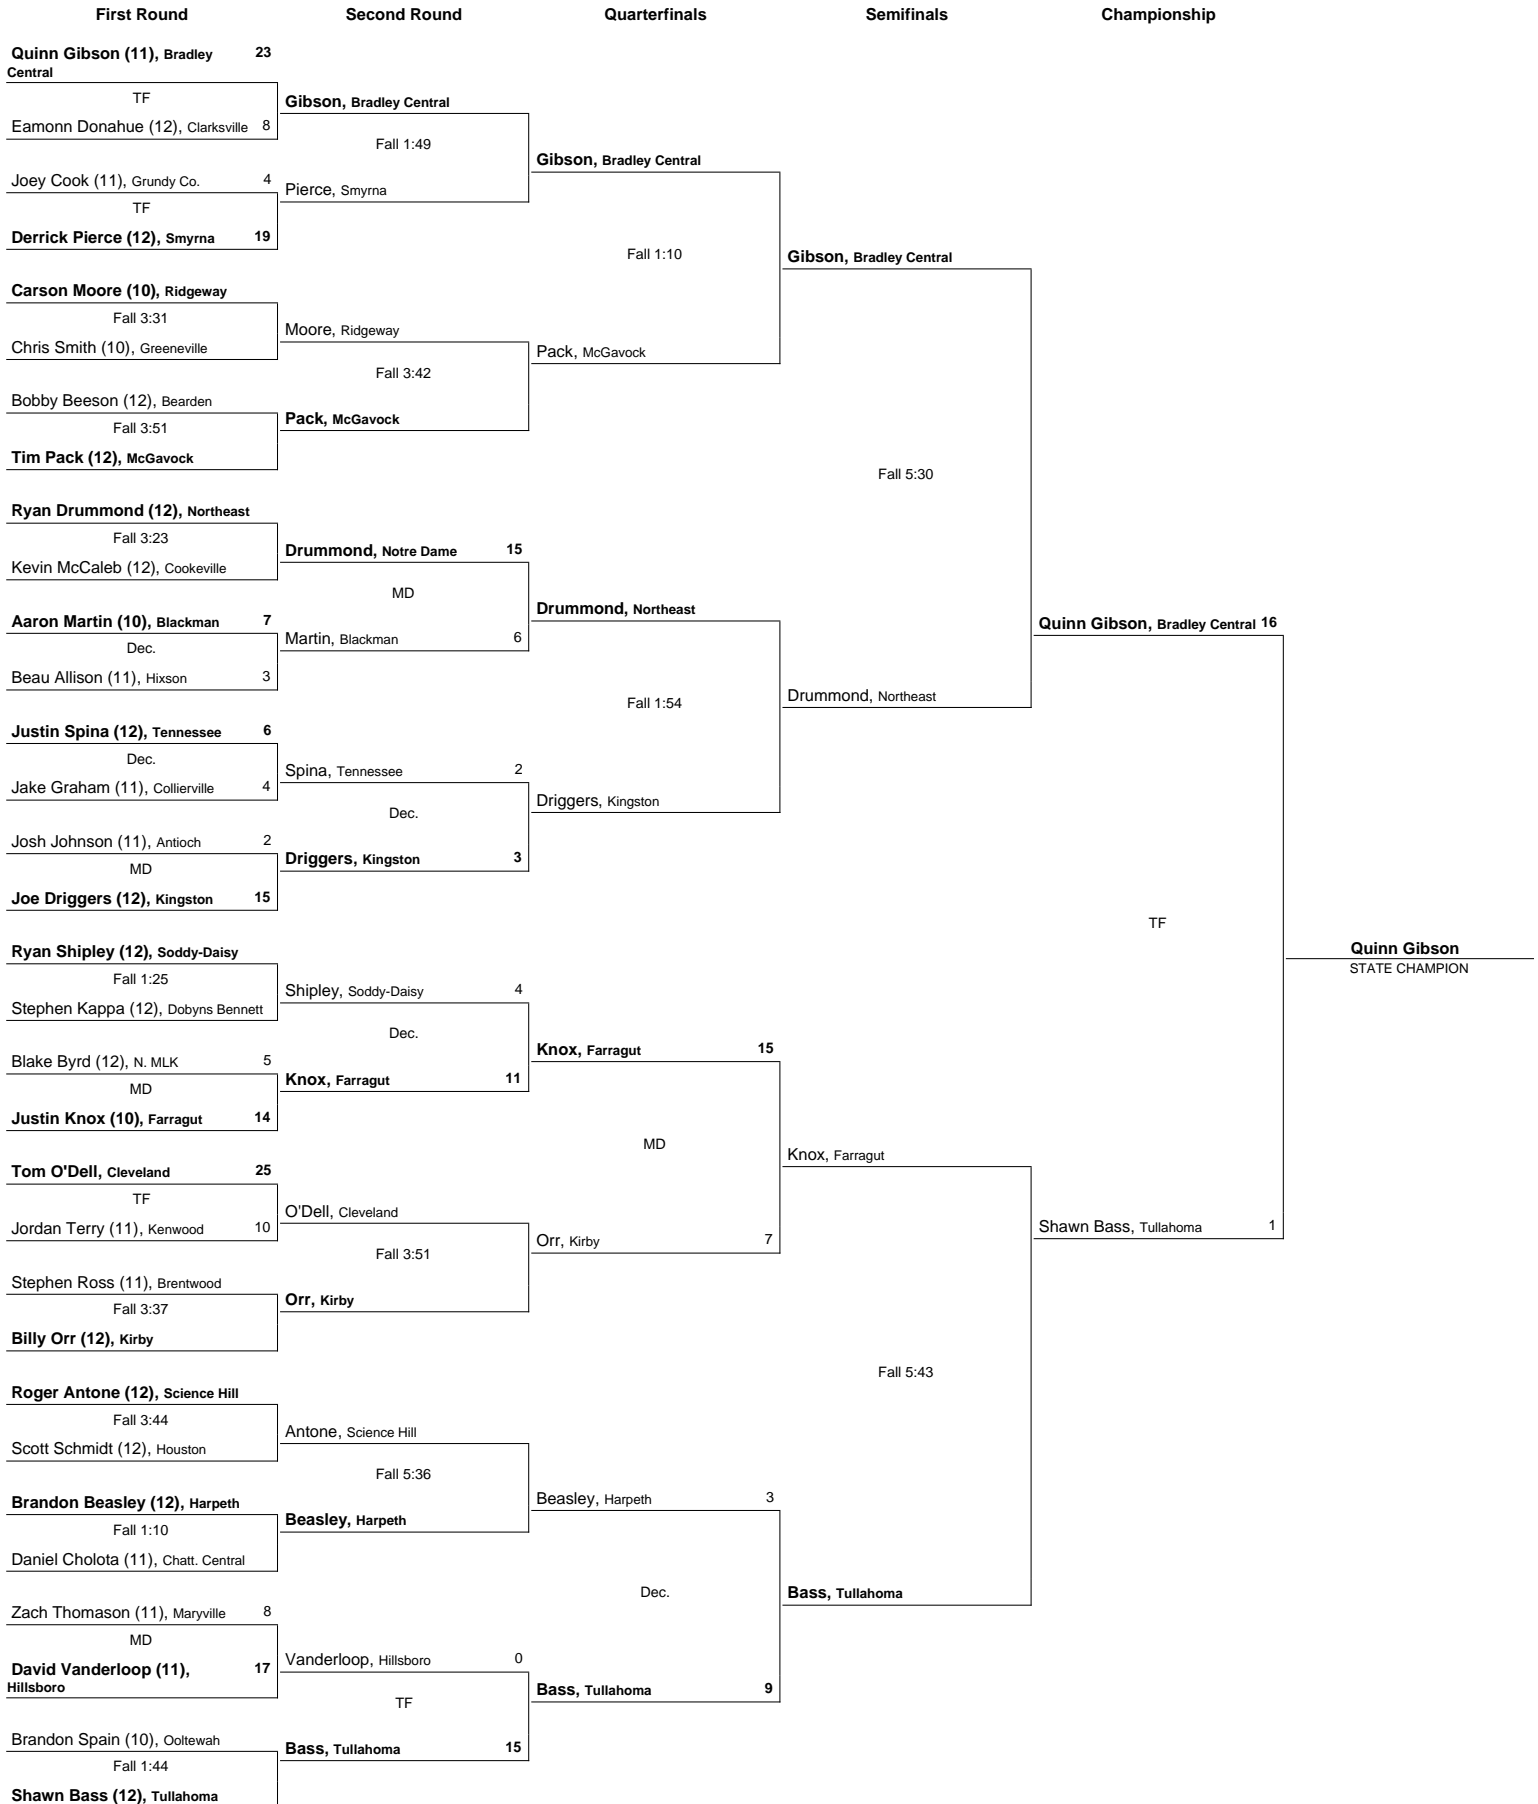 First Round
Second Round
Quarterfinals
Semifinals
Championship
Quinn Gibson (11), Bradley 23
Central
TF
Eamonn Donahue (12), Clarksville 8
Joey Cook (11), Grundy Co. 4
TF
Derrick Pierce (12), Smyrna 19
Carson Moore (10), Ridgeway
Fall 3:31
Chris Smith (10), Greeneville
Bobby Beeson (12), Bearden
Fall 3:51
Tim Pack (12), McGavock
Ryan Drummond (12), Northeast
Fall 3:23
Kevin McCaleb (12), Cookeville
Aaron Martin (10), Blackman 7
Dec.
Beau Allison (11), Hixson 3
Justin Spina (12), Tennessee 6
Dec.
Jake Graham (11), Collierville 4
Josh Johnson (11), Antioch 2
MD
Joe Driggers (12), Kingston 15
Ryan Shipley (12), Soddy-Daisy
Fall 1:25
Stephen Kappa (12), Dobyns Bennett
Blake Byrd (12), N. MLK 5
MD
Justin Knox (10), Farragut 14
Tom O'Dell, Cleveland 25
TF
Jordan Terry (11), Kenwood 10
Stephen Ross (11), Brentwood
Fall 3:37
Billy Orr (12), Kirby
Roger Antone (12), Science Hill
Fall 3:44
Scott Schmidt (12), Houston
Brandon Beasley (12), Harpeth
Fall 1:10
Daniel Cholota (11), Chatt. Central
Zach Thomason (11), Maryville 8
MD
David Vanderloop (11), 17
Hillsboro
Brandon Spain (10), Ooltewah
Fall 1:44
Shawn Bass (12), Tullahoma
Gibson, Bradley Central
Fall 1:49
Pierce, Smyrna
Moore, Ridgeway
Fall 3:42
Pack, McGavock
Drummond, Notre Dame 15
MD
Martin, Blackman 6
Spina, Tennessee 2
Dec.
Driggers, Kingston 3
Shipley, Soddy-Daisy 4
Dec.
Knox, Farragut 11
O'Dell, Cleveland
Fall 3:51
Orr, Kirby
Antone, Science Hill
Fall 5:36
Beasley, Harpeth
Vanderloop, Hillsboro 0
TF
Bass, Tullahoma 15
Gibson, Bradley Central
Fall 1:10
Pack, McGavock
Drummond, Northeast
Fall 1:54
Driggers, Kingston
Knox, Farragut 15
MD
Orr, Kirby 7
Beasley, Harpeth 3
Dec.
Bass, Tullahoma 9
Gibson, Bradley Central
Fall 5:30
Drummond, Northeast
Knox, Farragut
Fall 5:43
Bass, Tullahoma
Quinn Gibson, Bradley Central 16
TF
Shawn Bass, Tullahoma 1
Quinn Gibson
STATE CHAMPION